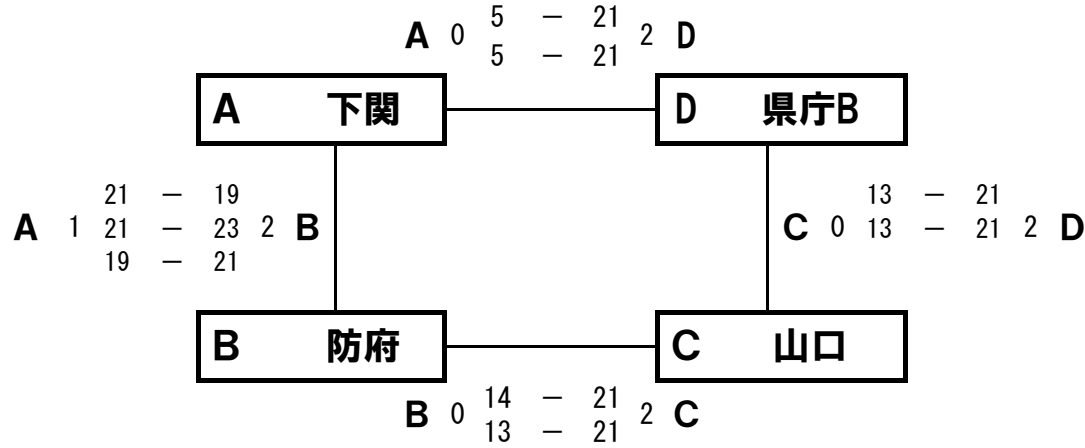 5 － 21
A 0 2 D
5 － 21
A 下関
D 県庁B
21 － 19
13 － 21
A 1 21 － 23 2 B
C 0 13 － 21 2 D
19 － 21
B 防府
C 山口
14 － 21
B 0 2 C
13 － 21